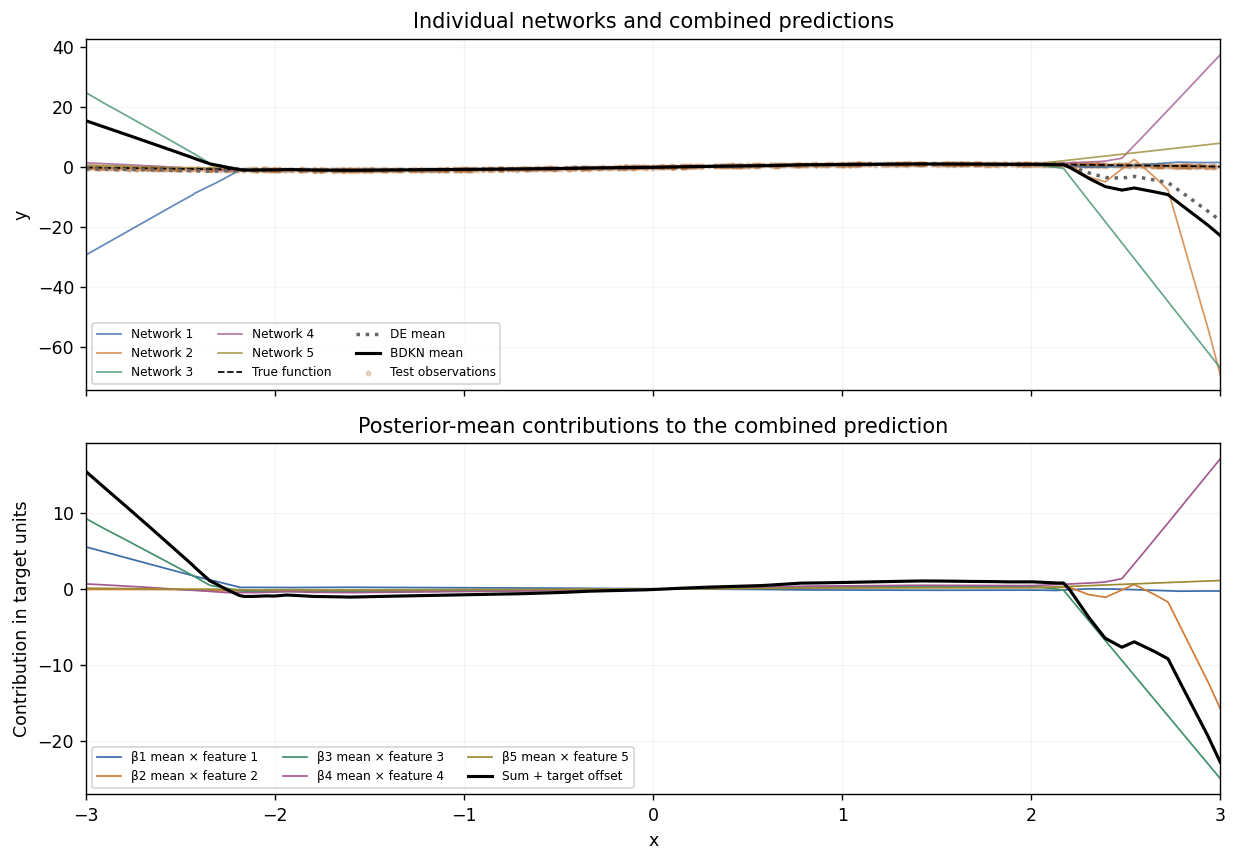 Individual networks and combined predictions
40
20
0
−20
−40
−60
y
Network 1
Network 2
Network 3
Network 4
Network 5
True function
DE mean
BDKN mean
Test observations
Posterior-mean contributions to the combined prediction
10
0
−10
−20
Contribution in target units
β1 mean × feature 1
β2 mean × feature 2
β3 mean × feature 3
β4 mean × feature 4
β5 mean × feature 5
Sum + target offset
−3
−2
−1
0
1
2
3
x